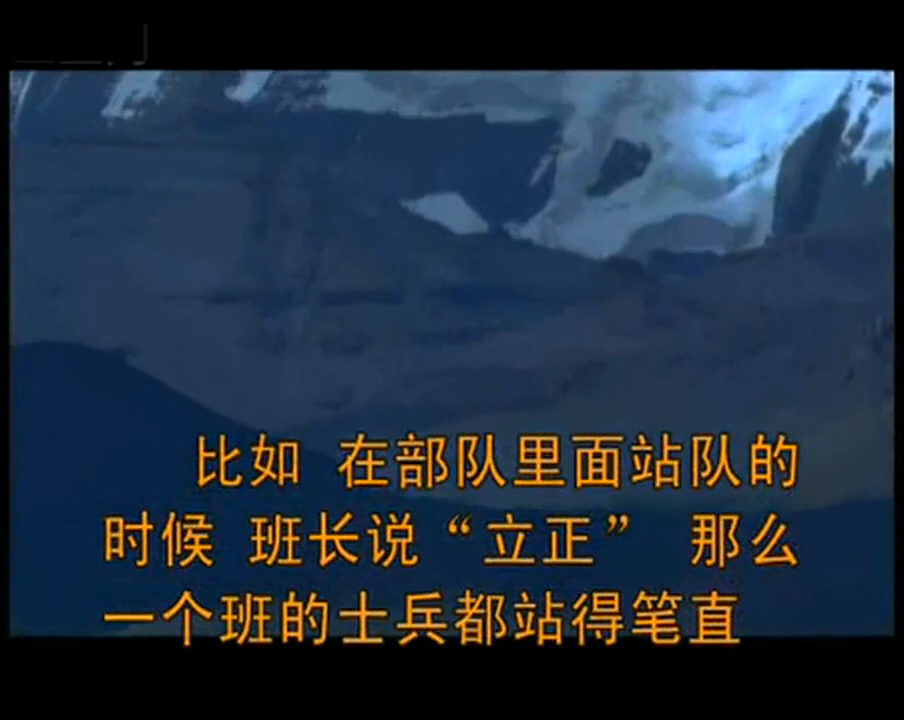 比如 在部队里面站队的
时候 班长说“立正” 那么
一个班的士兵都站得笔直